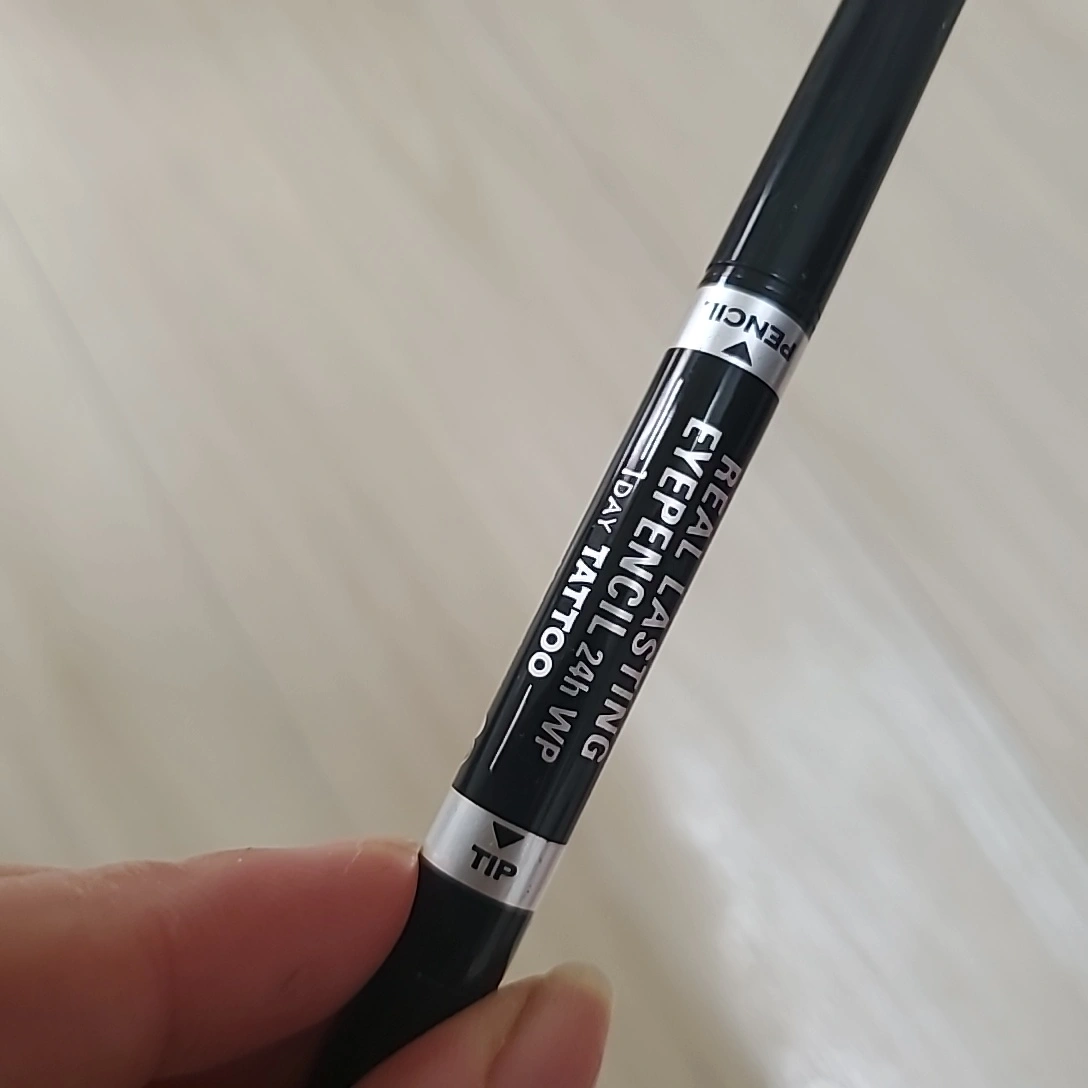 PENCIL
REAL LASTING
EYEPENCIL 24h WP
1DAY TATTOO
TIP